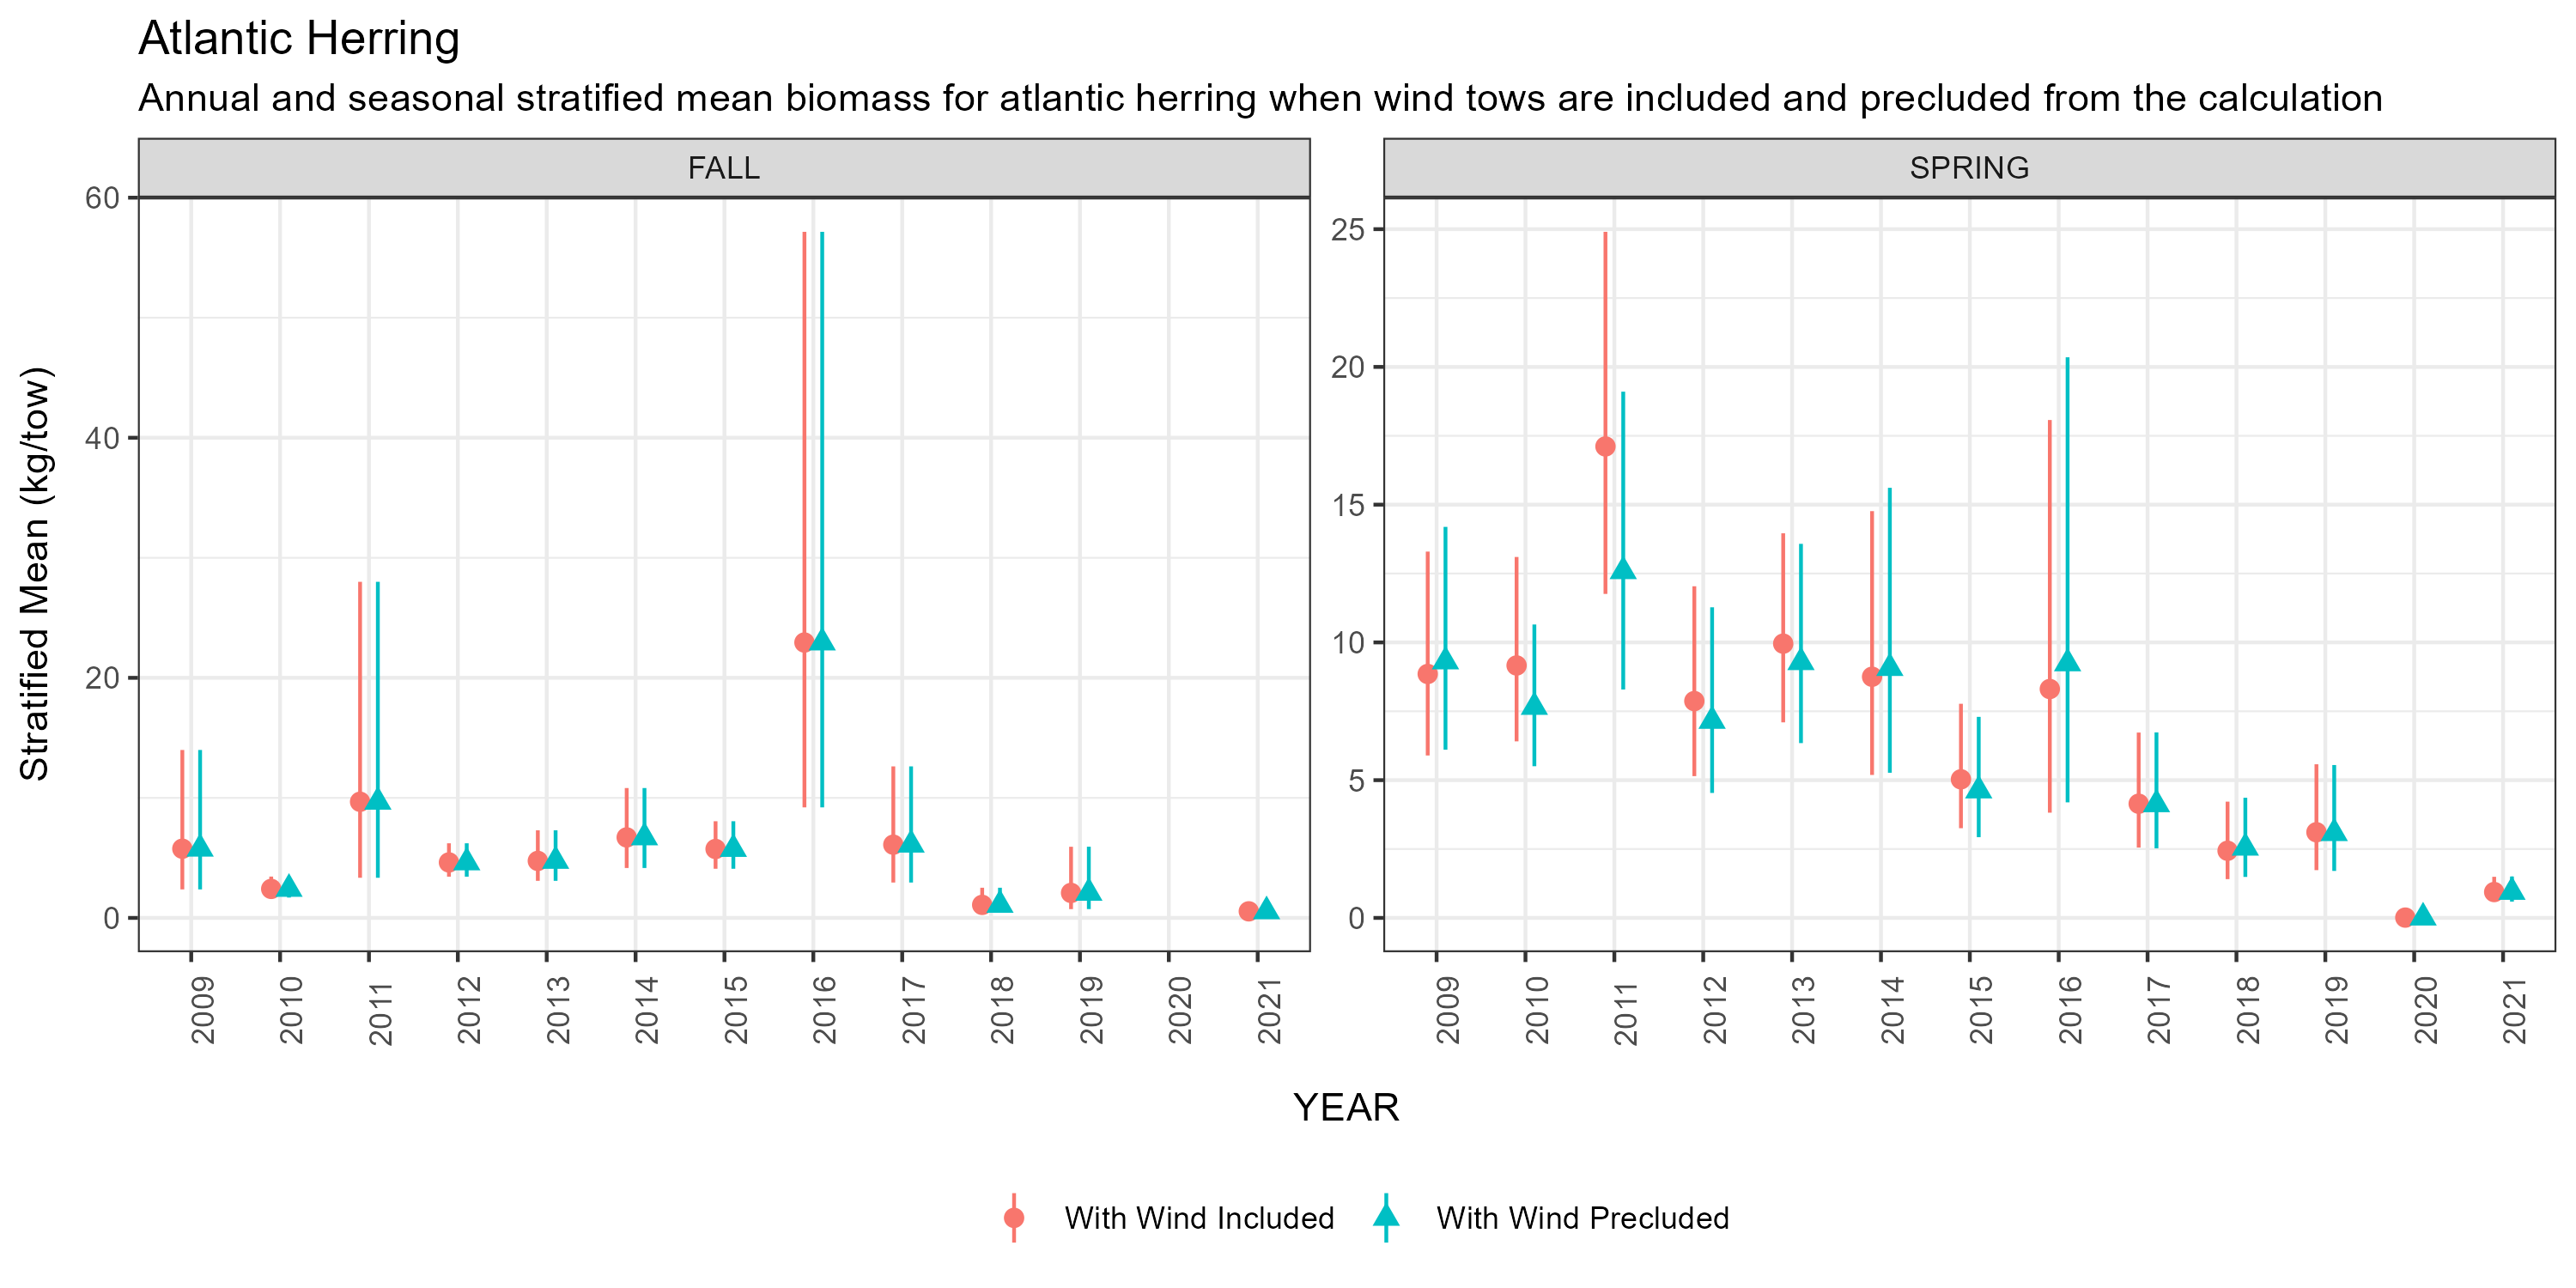 Atlantic Herring
Annual and seasonal stratified mean biomass for atlantic herring when wind tows are included and precluded from the calculation
FALL
SPRING
Stratified Mean (kg/tow)
60
40
20
0
25
20
15
10
5
0
2009 2010 2011 2012 2013 2014 2015 2016 2017 2018 2019 2020 2021
2009 2010 2011 2012 2013 2014 2015 2016 2017 2018 2019 2020 2021
YEAR
With Wind Included
With Wind Precluded